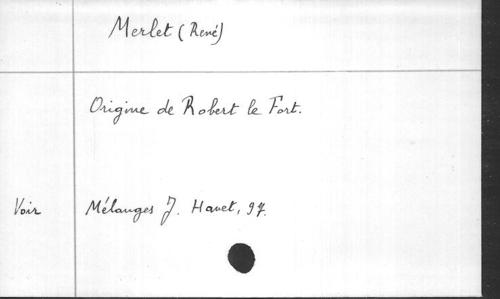 Merlet (René)
Origine de Robert le Fort.
Voir Mélanges J. Havet, 97.